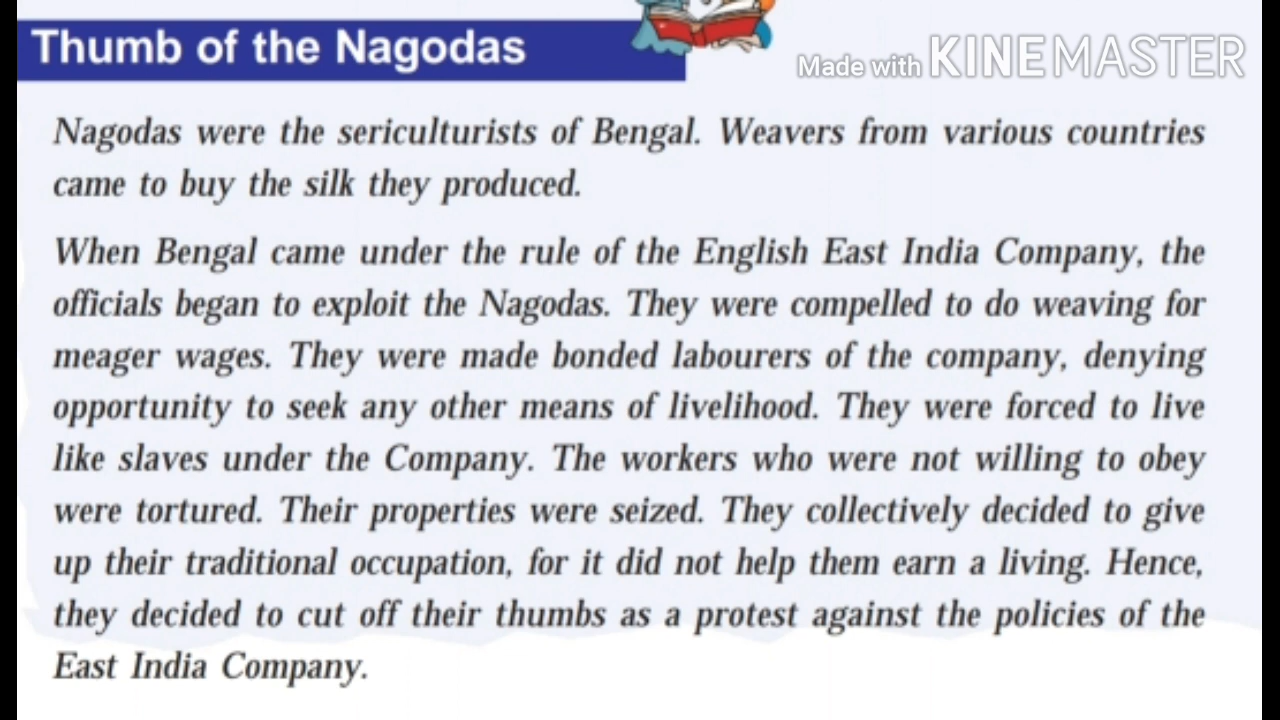 Thumb of the Nagodas
Made with KINEMASTER
Nagodas were the sericulturists of Bengal. Weavers from various countries
came to buy the silk they produced.
When Bengal came under the rule of the English East India Company, the
officials began to exploit the Nagodas. They were compelled to do weaving for
meager wages. They were made bonded labourers of the company, denying
opportunity to seek any other means of livelihood. They were forced to live
like slaves under the Company. The workers who were not willing to obey
were tortured. Their properties were seized. They collectively decided to give
up their traditional occupation, for it did not help them earn a living. Hence,
they decided to cut off their thumbs as a protest against the policies of the
East India Company.